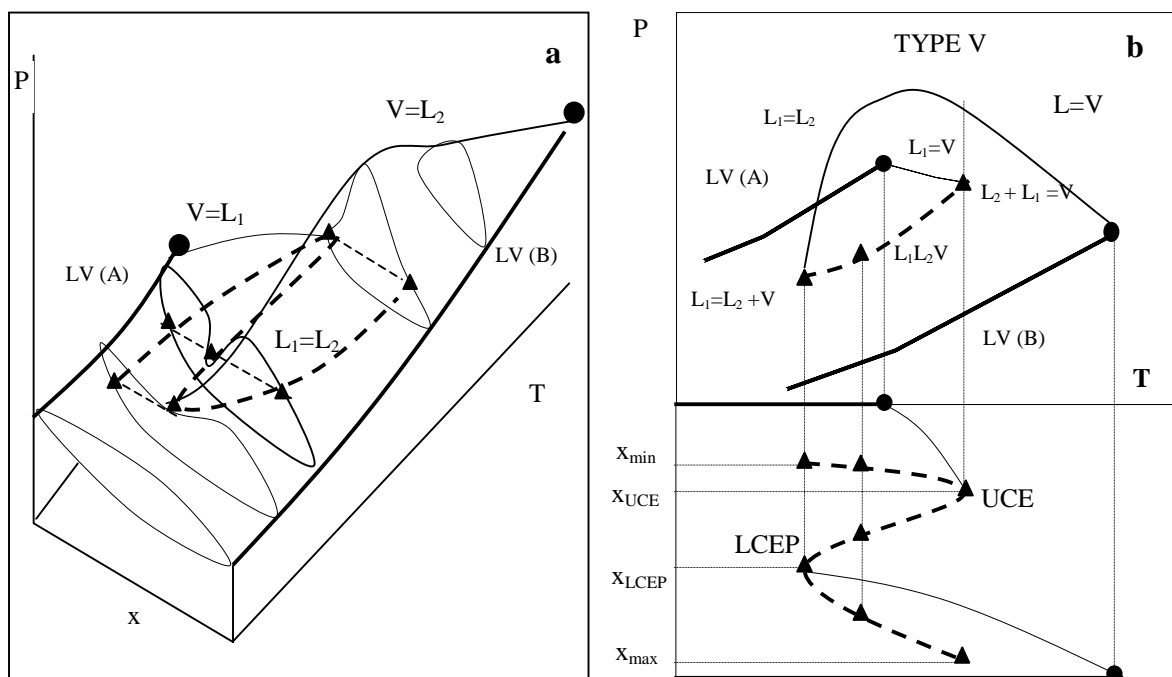 a
P
V=L₂
V=L₁
LV (A)
LV (B)
L₁=L₂
T
x
P
TYPE V
b
L₁=L₂
L=V
L₁=V
LV (A)
L₂ + L₁ =V
L₁L₂V
L₁=L₂ +V
LV (B)
T
xmin
xUCE
UCE
LCEP
xLCEP
xmax